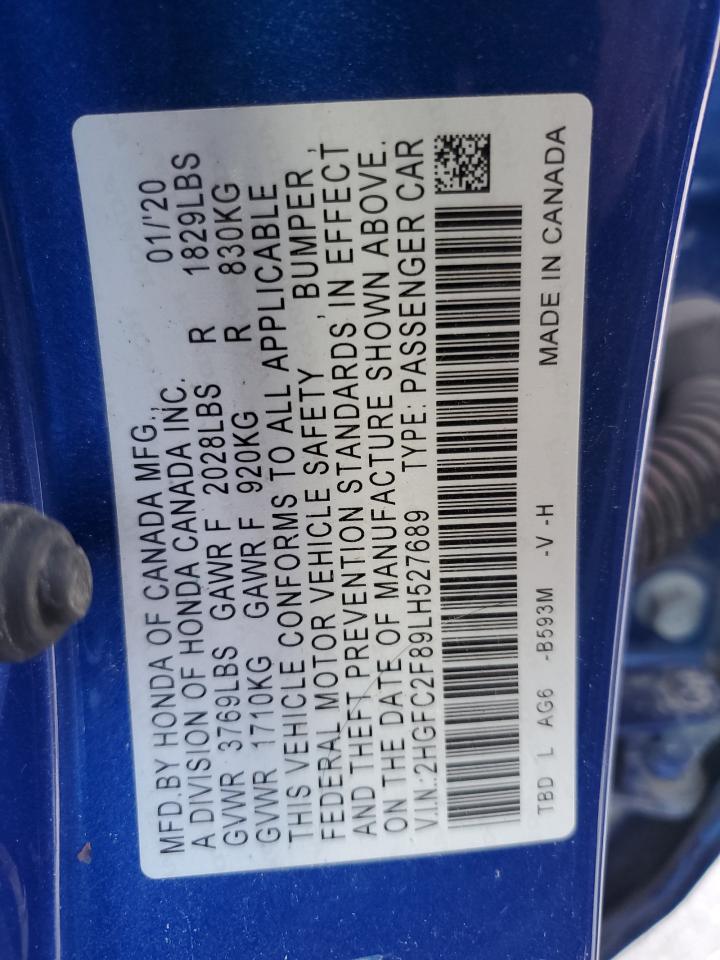 MFD.BY HONDA OF CANADA MFG., 01/'20
A DIVISION OF HONDA CANADA INC.
GVWR 3769LBS GAWR F 2028LBS R 1829LBS
GVWR 1710KG GAWR F 920KG R 830KG
THIS VEHICLE CONFORMS TO ALL APPLICABLE
FEDERAL MOTOR VEHICLE SAFETY , BUMPER ,
AND THEFT PREVENTION STANDARDS IN EFFECT
ON THE DATE OF MANUFACTURE SHOWN ABOVE.
V.I.N.:2HGFC2F89LH527689 TYPE: PASSENGER CAR
TBD L AG6 -B593M -V -H MADE IN CANADA